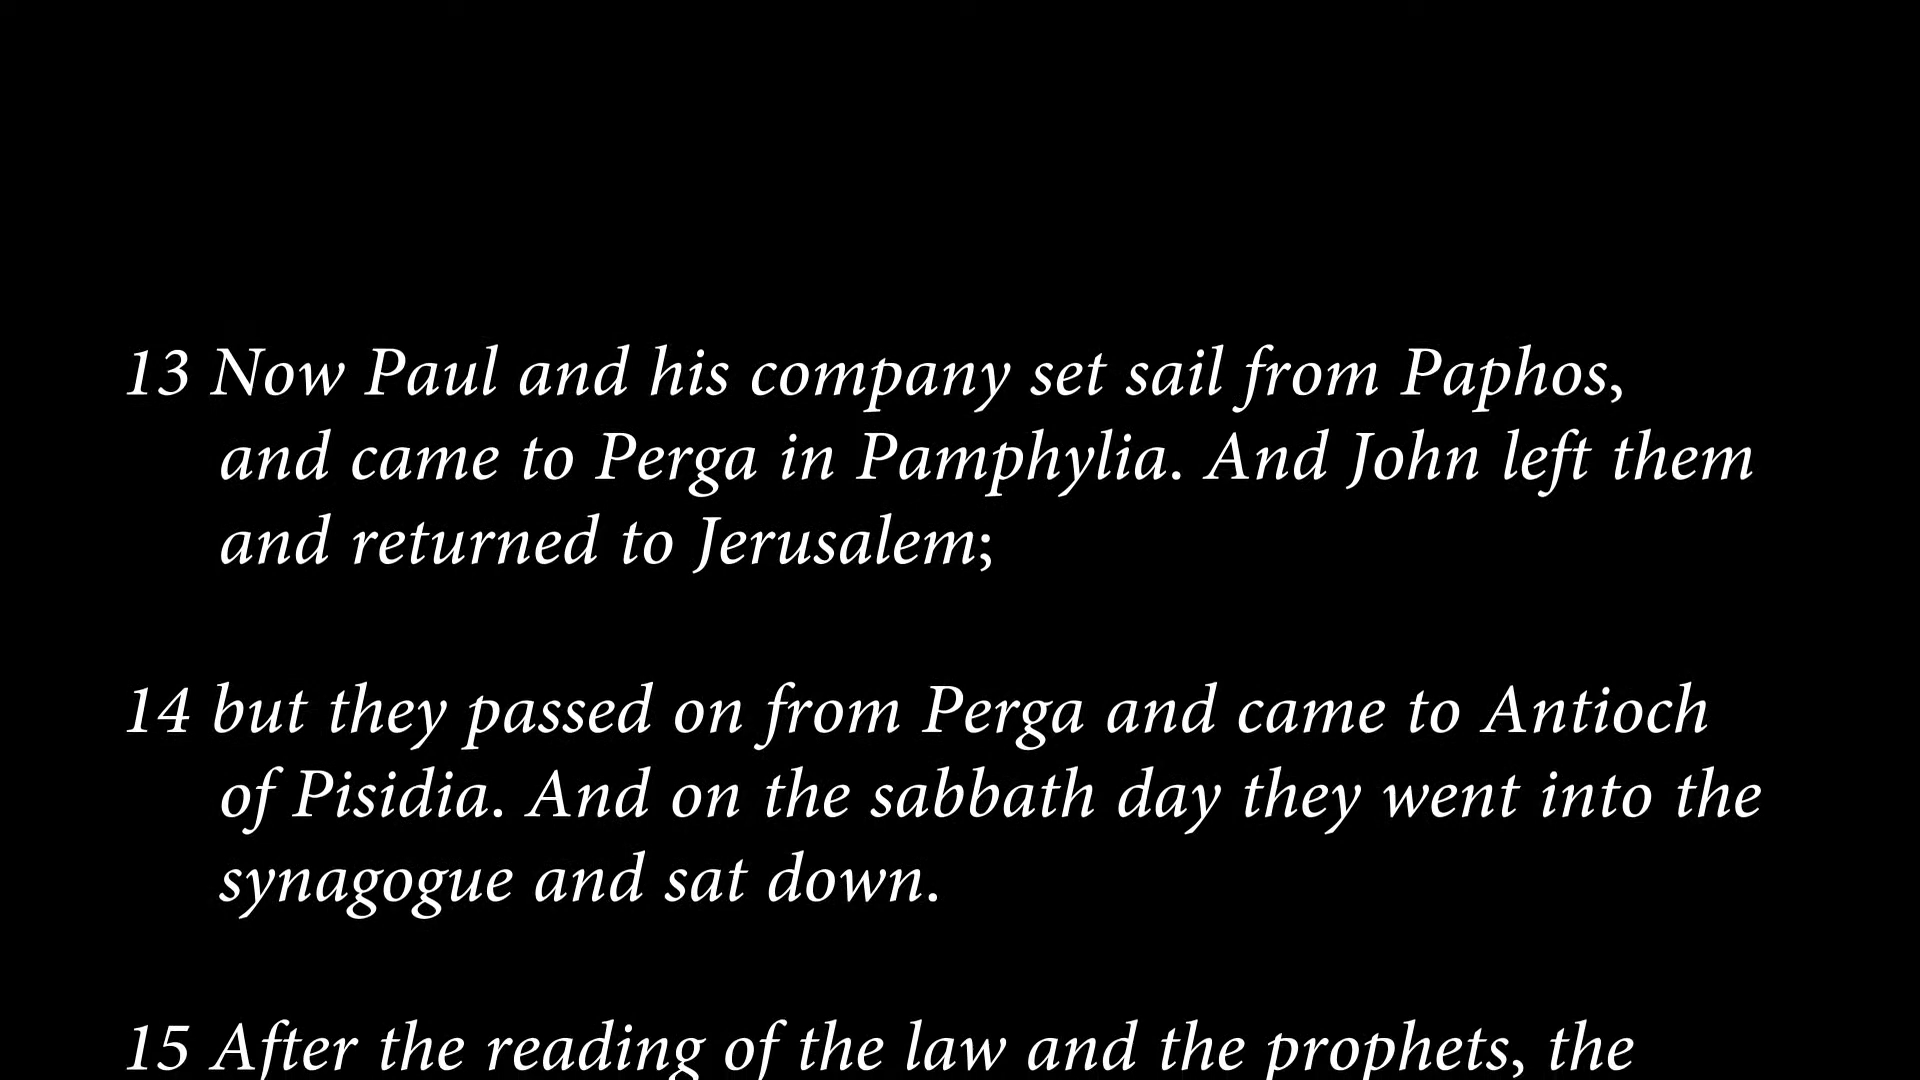 13 Now Paul and his company set sail from Paphos,
and came to Perga in Pamphylia. And John left them
and returned to Jerusalem;
14 but they passed on from Perga and came to Antioch
of Pisidia. And on the sabbath day they went into the
synagogue and sat down.
15 After the reading of the law and the prophets, the